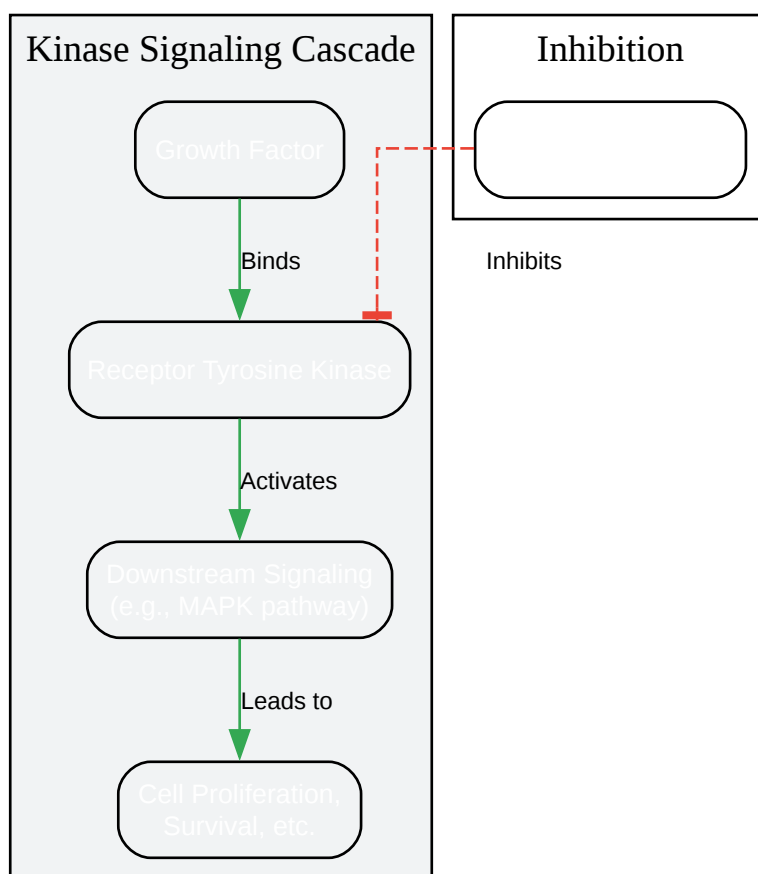 Kinase Signaling Cascade
Inhibition
Growth Factor
Binds
Inhibits
Receptor Tyrosine Kinase
Activates
Downstream Signaling
(e.g., MAPK pathway)
Leads to
Cell Proliferation,
Survival, etc.